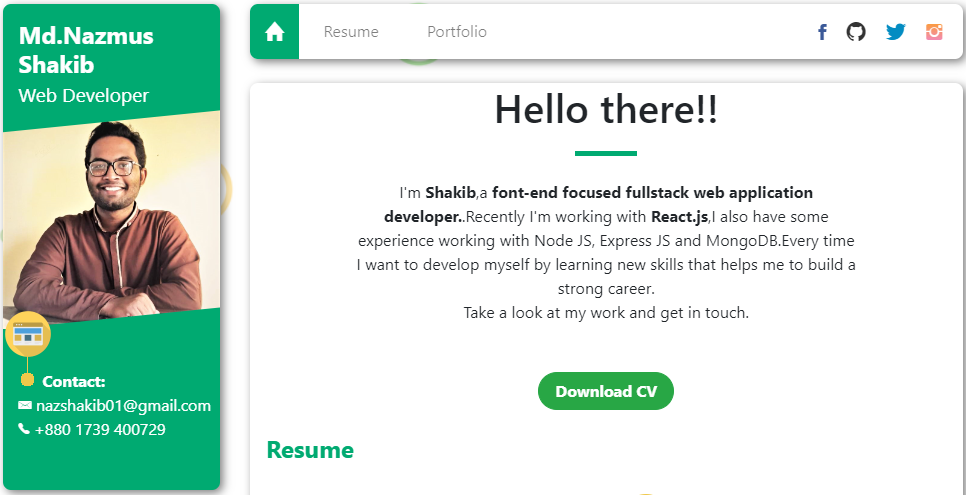 Md.Nazmus
Shakib
Web Developer
Contact:
nazshakib01@gmail.com
+880 1739 400729
Resume Portfolio
Hello there!!
I'm Shakib,a font-end focused fullstack web application
developer..Recently I'm working with React.js,I also have some
experience working with Node JS, Express JS and MongoDB.Every time
I want to develop myself by learning new skills that helps me to build a
strong career.
Take a look at my work and get in touch.
Download CV
Resume